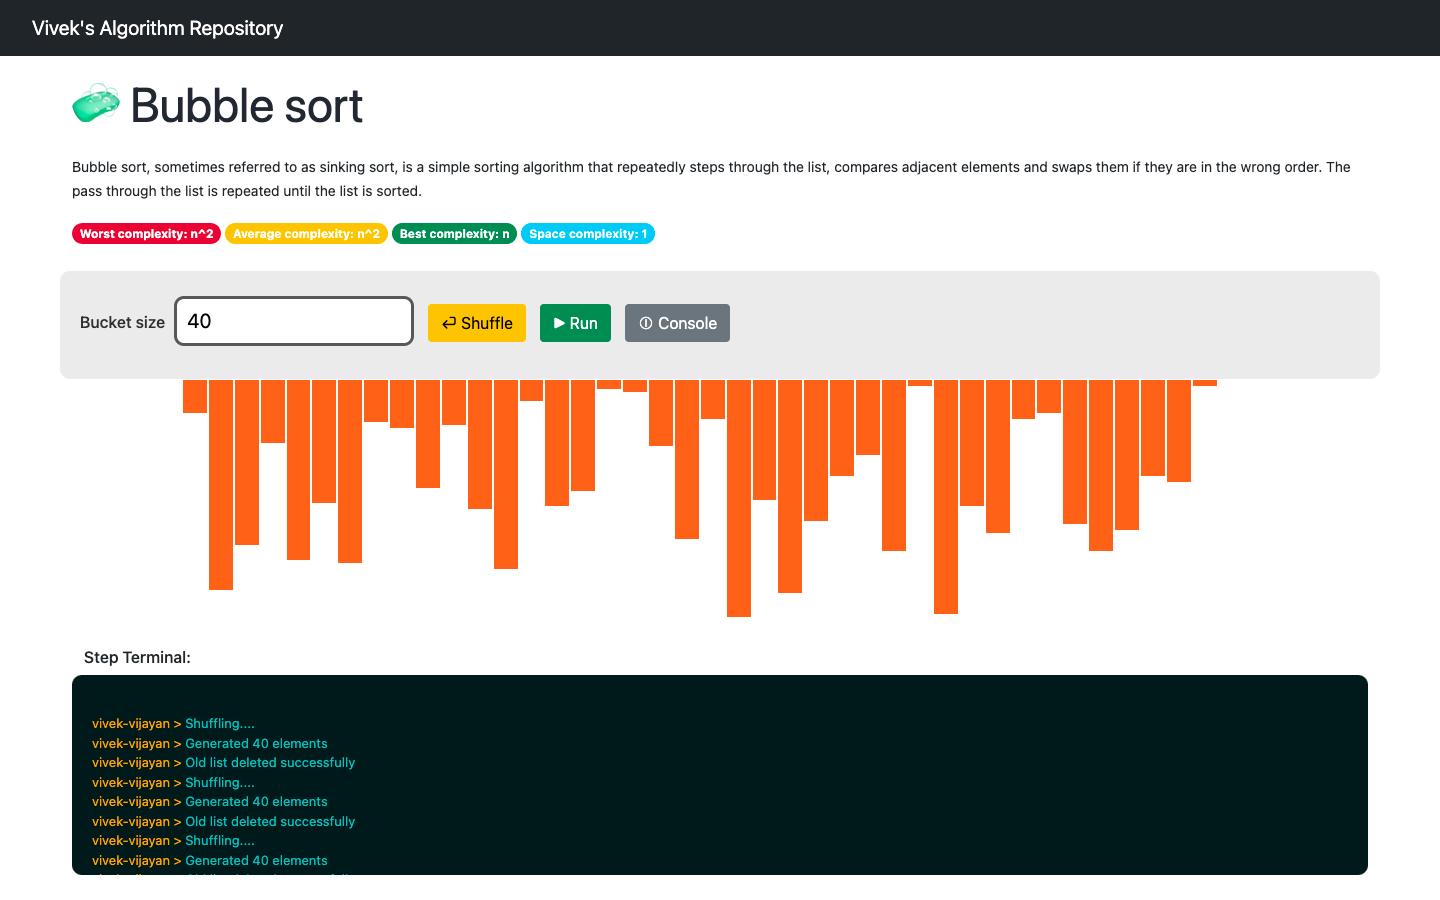 Vivek's Algorithm Repository
Bubble sort
Bubble sort, sometimes referred to as sinking sort, is a simple sorting algorithm that repeatedly steps through the list, compares adjacent elements and swaps them if they are in the wrong order. The
pass through the list is repeated until the list is sorted.
Worst complexity: n^2 Average complexity: n^2 Best complexity: n Space complexity: 1
Bucket size 40 Shuffle Run Console
Step Terminal:
vivek-vijayan > Shuffling....
vivek-vijayan > Generated 40 elements
vivek-vijayan > Old list deleted successfully
vivek-vijayan > Shuffling....
vivek-vijayan > Generated 40 elements
vivek-vijayan > Old list deleted successfully
vivek-vijayan > Shuffling....
vivek-vijayan > Generated 40 elements